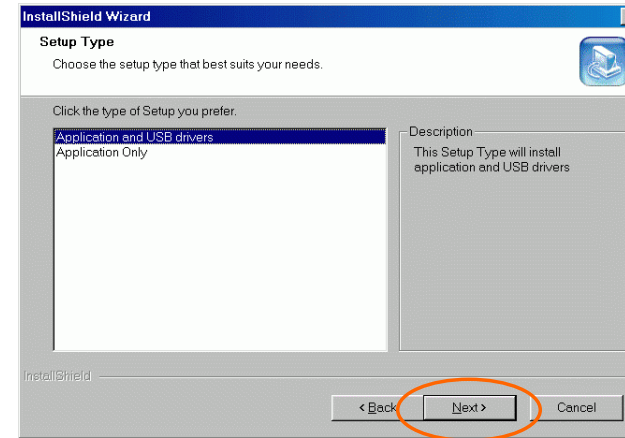 InstallShield Wizard
Setup Type
Choose the setup type that best suits your needs.
Click the type of Setup you prefer.
Application and USB drivers
Application Only
Description
This Setup Type will install
application and USB drivers
InstallShield
< Back
Next >
Cancel